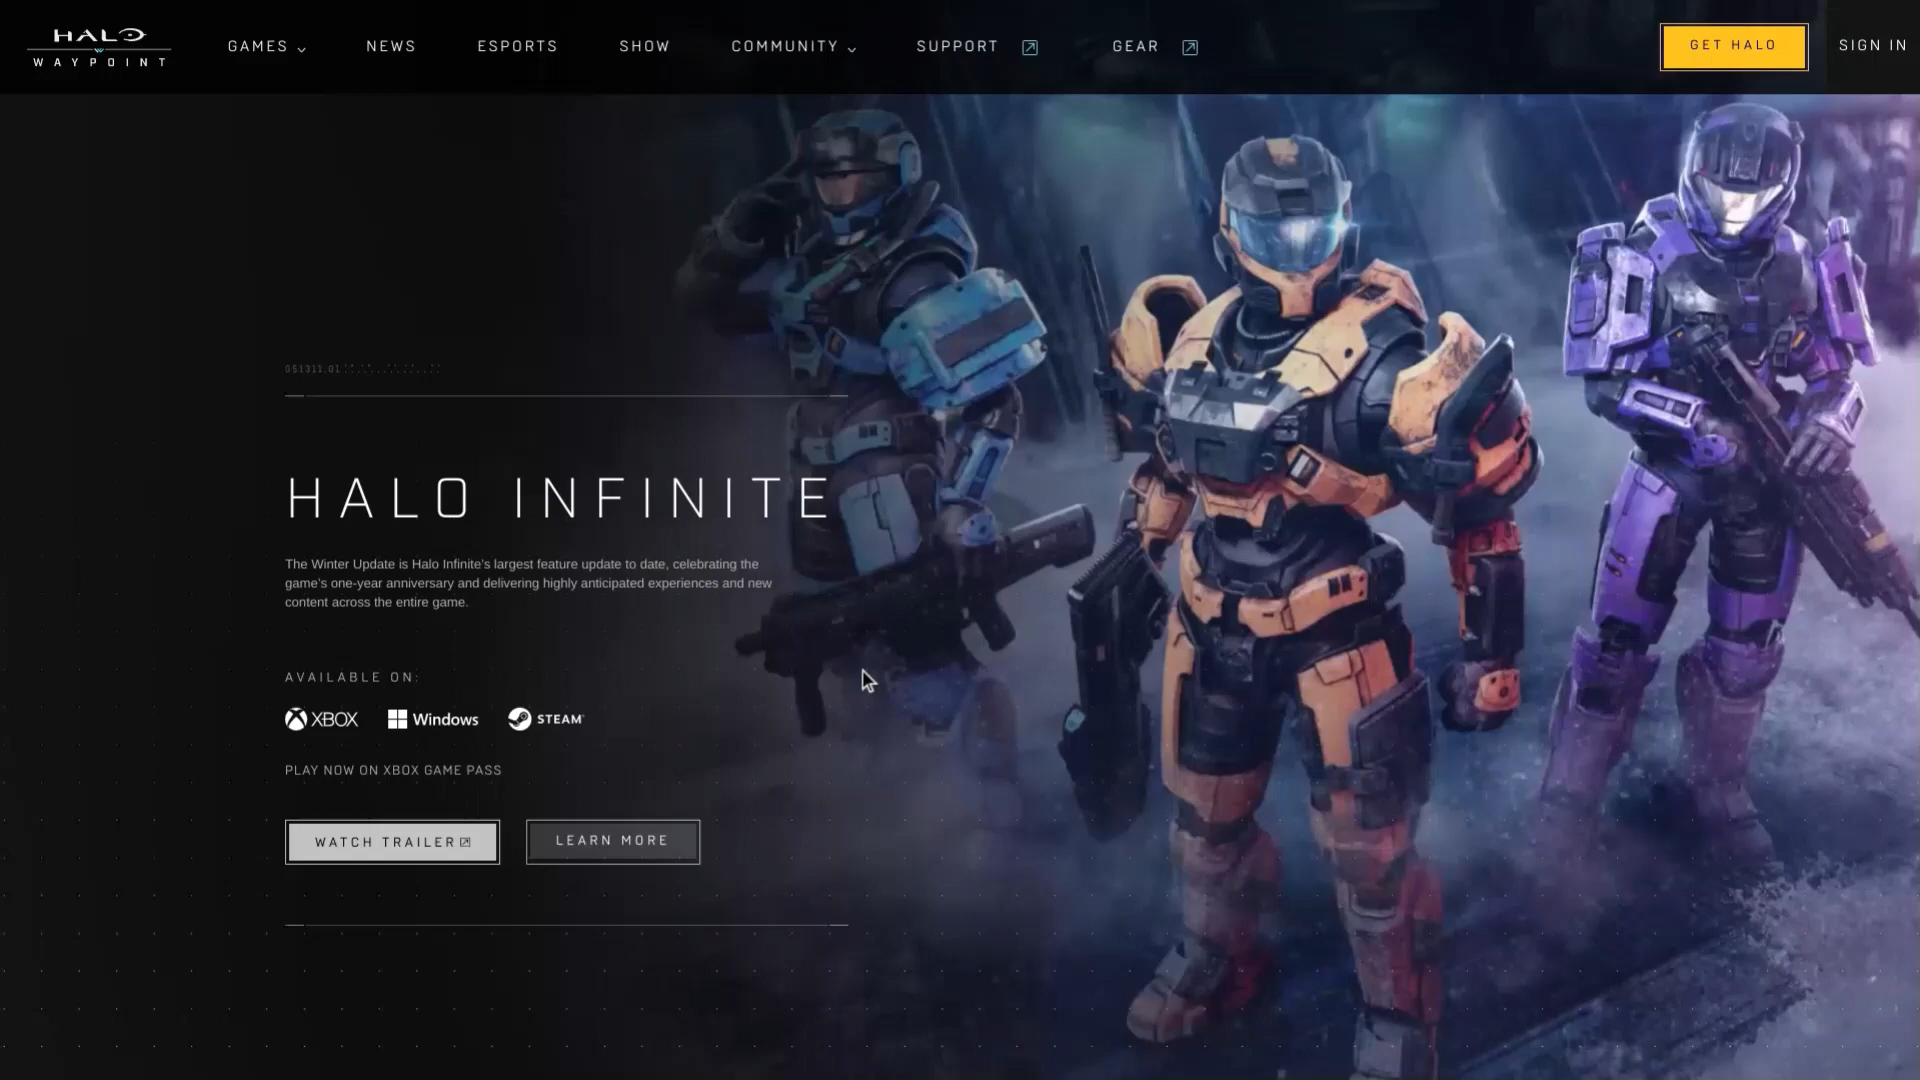 HALO
WAYPOINT
GAMES
NEWS
ESPORTS
SHOW
COMMUNITY
SUPPORT
GEAR
GET HALO
SIGN IN
HALO INFINITE
The Winter Update is Halo Infinite's largest feature update to date, celebrating the
game's one-year anniversary and delivering highly anticipated experiences and new
content across the entire game.
AVAILABLE ON:
XBOX Windows STEAM
PLAY NOW ON XBOX GAME PASS
WATCH TRAILER
LEARN MORE